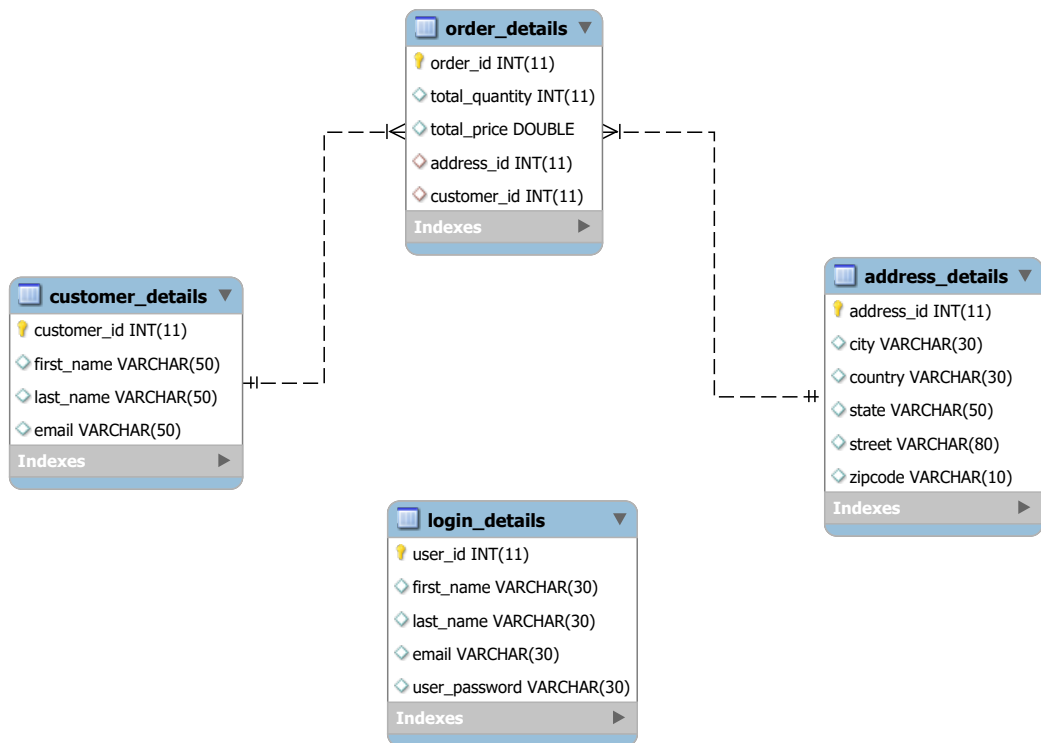 order_details
order_id INT(11)
total_quantity INT(11)
total_price DOUBLE
address_id INT(11)
customer_id INT(11)
Indexes
customer_details
customer_id INT(11)
first_name VARCHAR(50)
last_name VARCHAR(50)
email VARCHAR(50)
Indexes
address_details
address_id INT(11)
city VARCHAR(30)
country VARCHAR(30)
state VARCHAR(50)
street VARCHAR(80)
zipcode VARCHAR(10)
Indexes
login_details
user_id INT(11)
first_name VARCHAR(30)
last_name VARCHAR(30)
email VARCHAR(30)
user_password VARCHAR(30)
Indexes